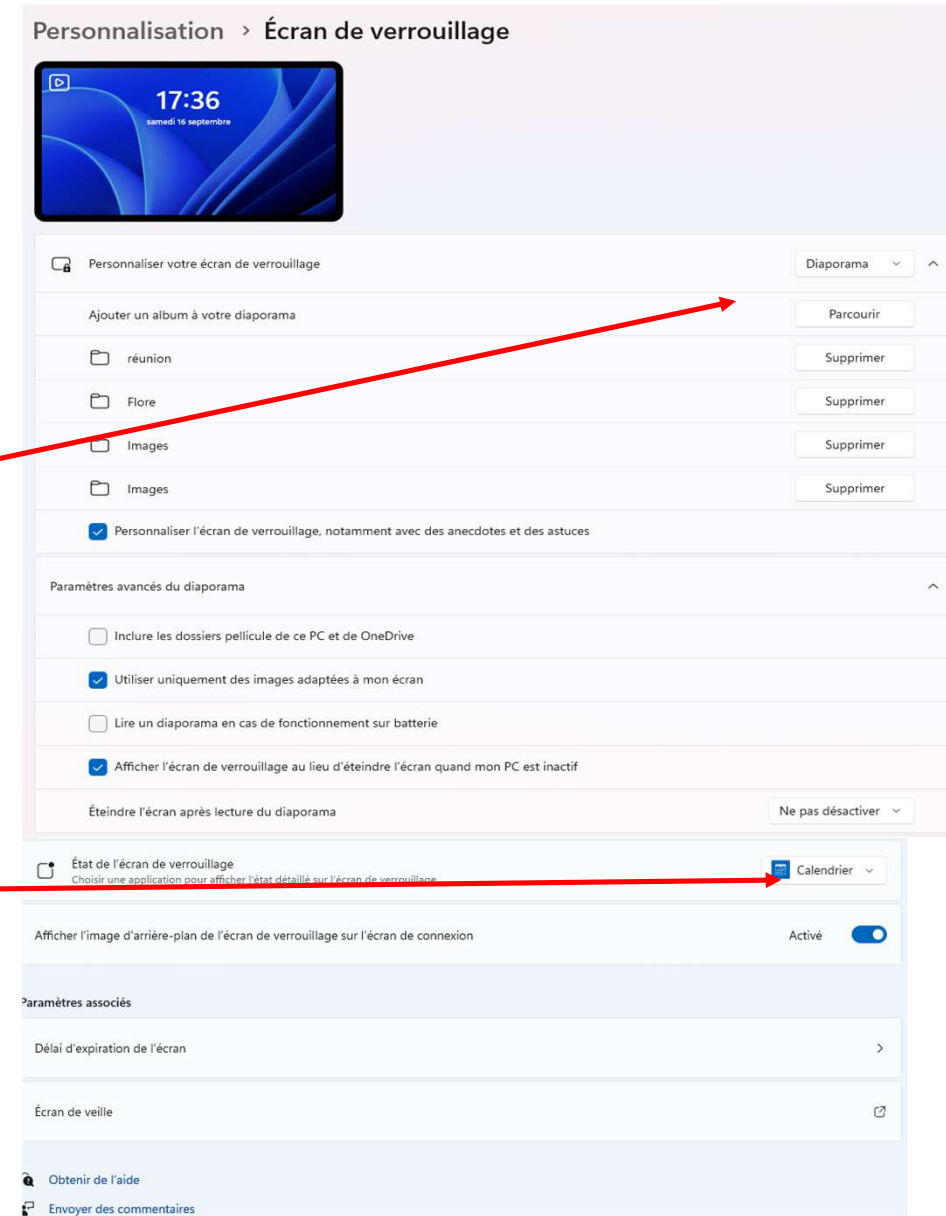 Personnalisation > Écran de verrouillage
17:36
samedi 16 septembre
Personnaliser votre écran de verrouillage
Diaporama
Ajouter un album à votre diaporama
Parcourir
réunion
Supprimer
Flore
Supprimer
Images
Supprimer
Images
Supprimer
Personnaliser l'écran de verrouillage, notamment avec des anecdotes et des astuces
Paramètres avancés du diaporama
Inclure les dossiers pellicule de ce PC et de OneDrive
Utiliser uniquement des images adaptées à mon écran
Lire un diaporama en cas de fonctionnement sur batterie
Afficher l'écran de verrouillage au lieu d'éteindre l'écran quand mon PC est inactif
Éteindre l'écran après lecture du diaporama
Ne pas désactiver
État de l'écran de verrouillage
Choisir une application pour afficher l'état détaillé sur l'écran de verrouillage
Calendrier
Afficher l'image d'arrière-plan de l'écran de verrouillage sur l'écran de connexion
Activé
Paramètres associés
Délai d'expiration de l'écran
Écran de veille
Obtenir de l'aide
Envoyer des commentaires